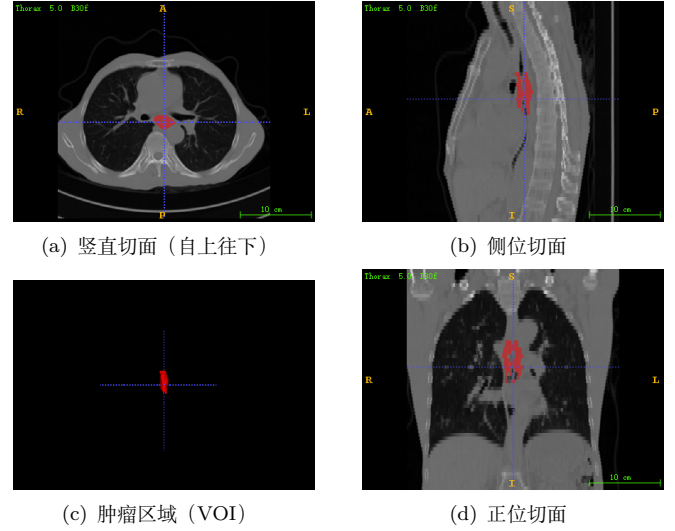 Thorax 5.0 B30f
A
R
L
P
10 cm
(a) 竖直切面（自上往下）
Thorax 5.0 B30f
S
A
P
I
10 cm
(b) 侧位切面
(c) 肿瘤区域（VOI）
Thorax 5.0 B30f
S
R
L
I
10 cm
(d) 正位切面